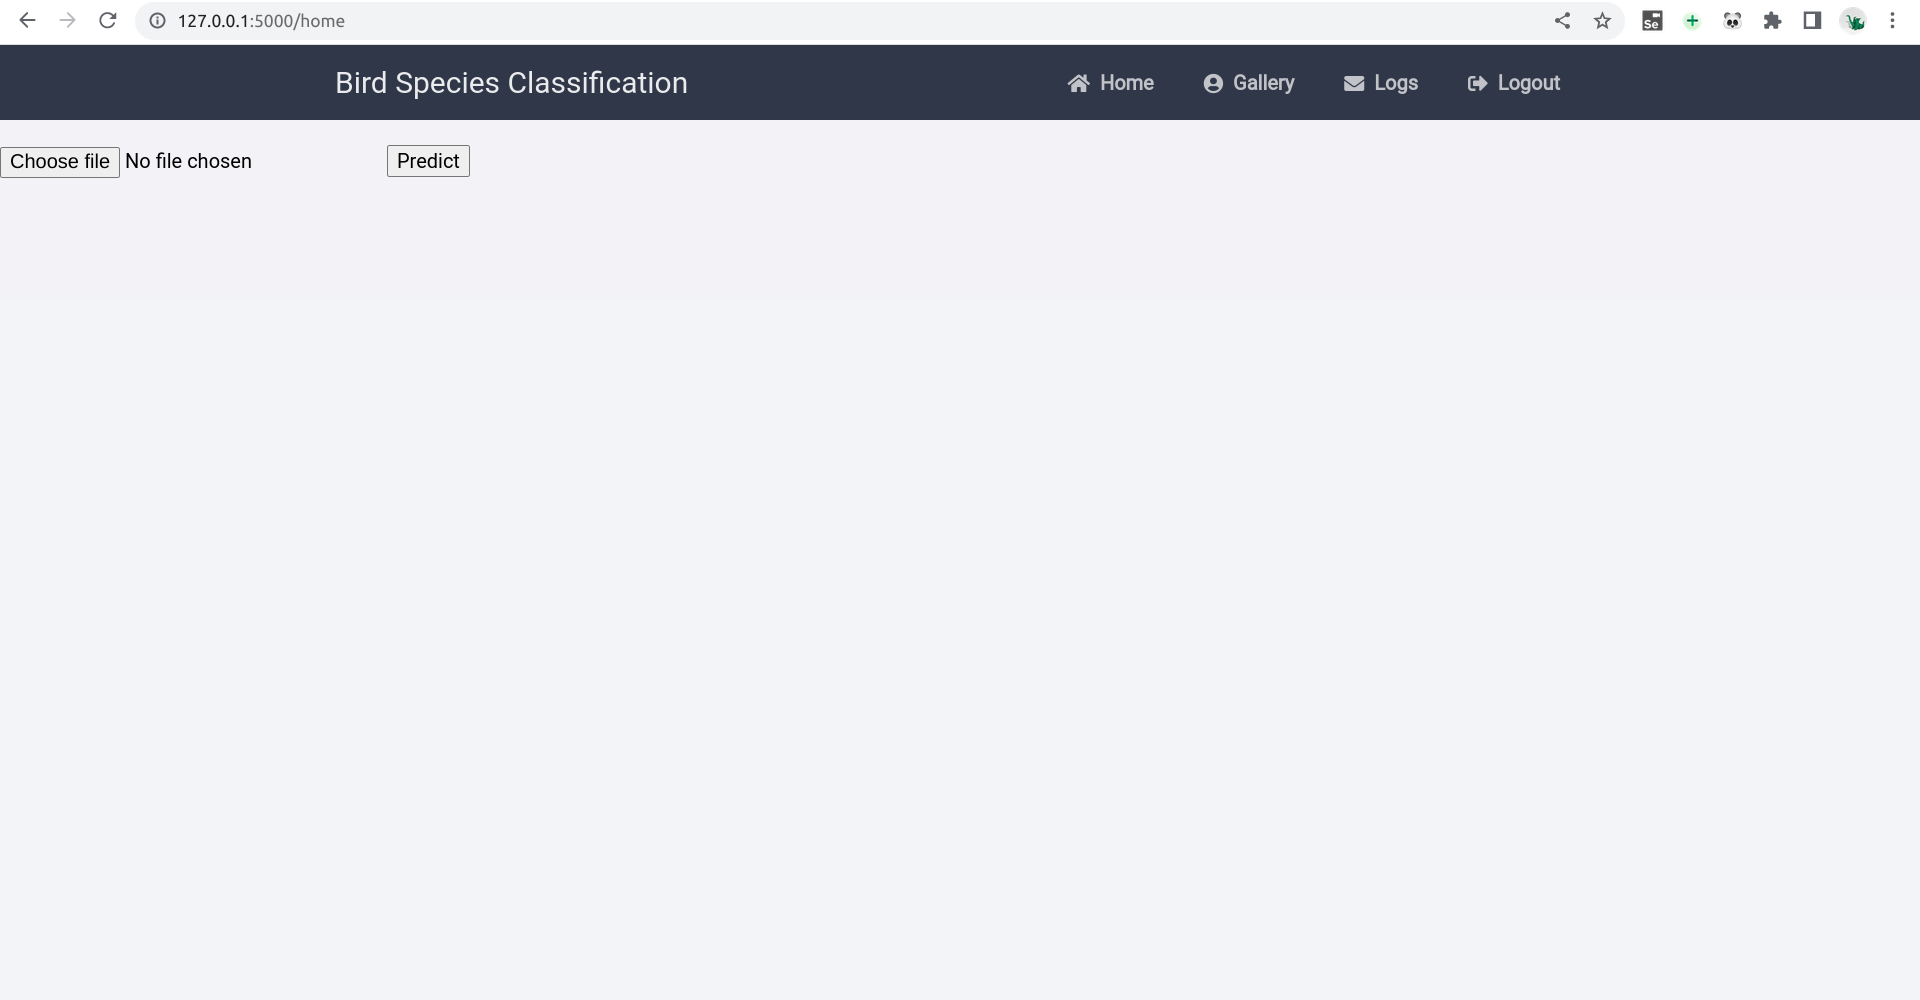 127.0.0.1:5000/home
Se
Bird Species Classification Home Gallery Logs Logout
Choose file No file chosen Predict